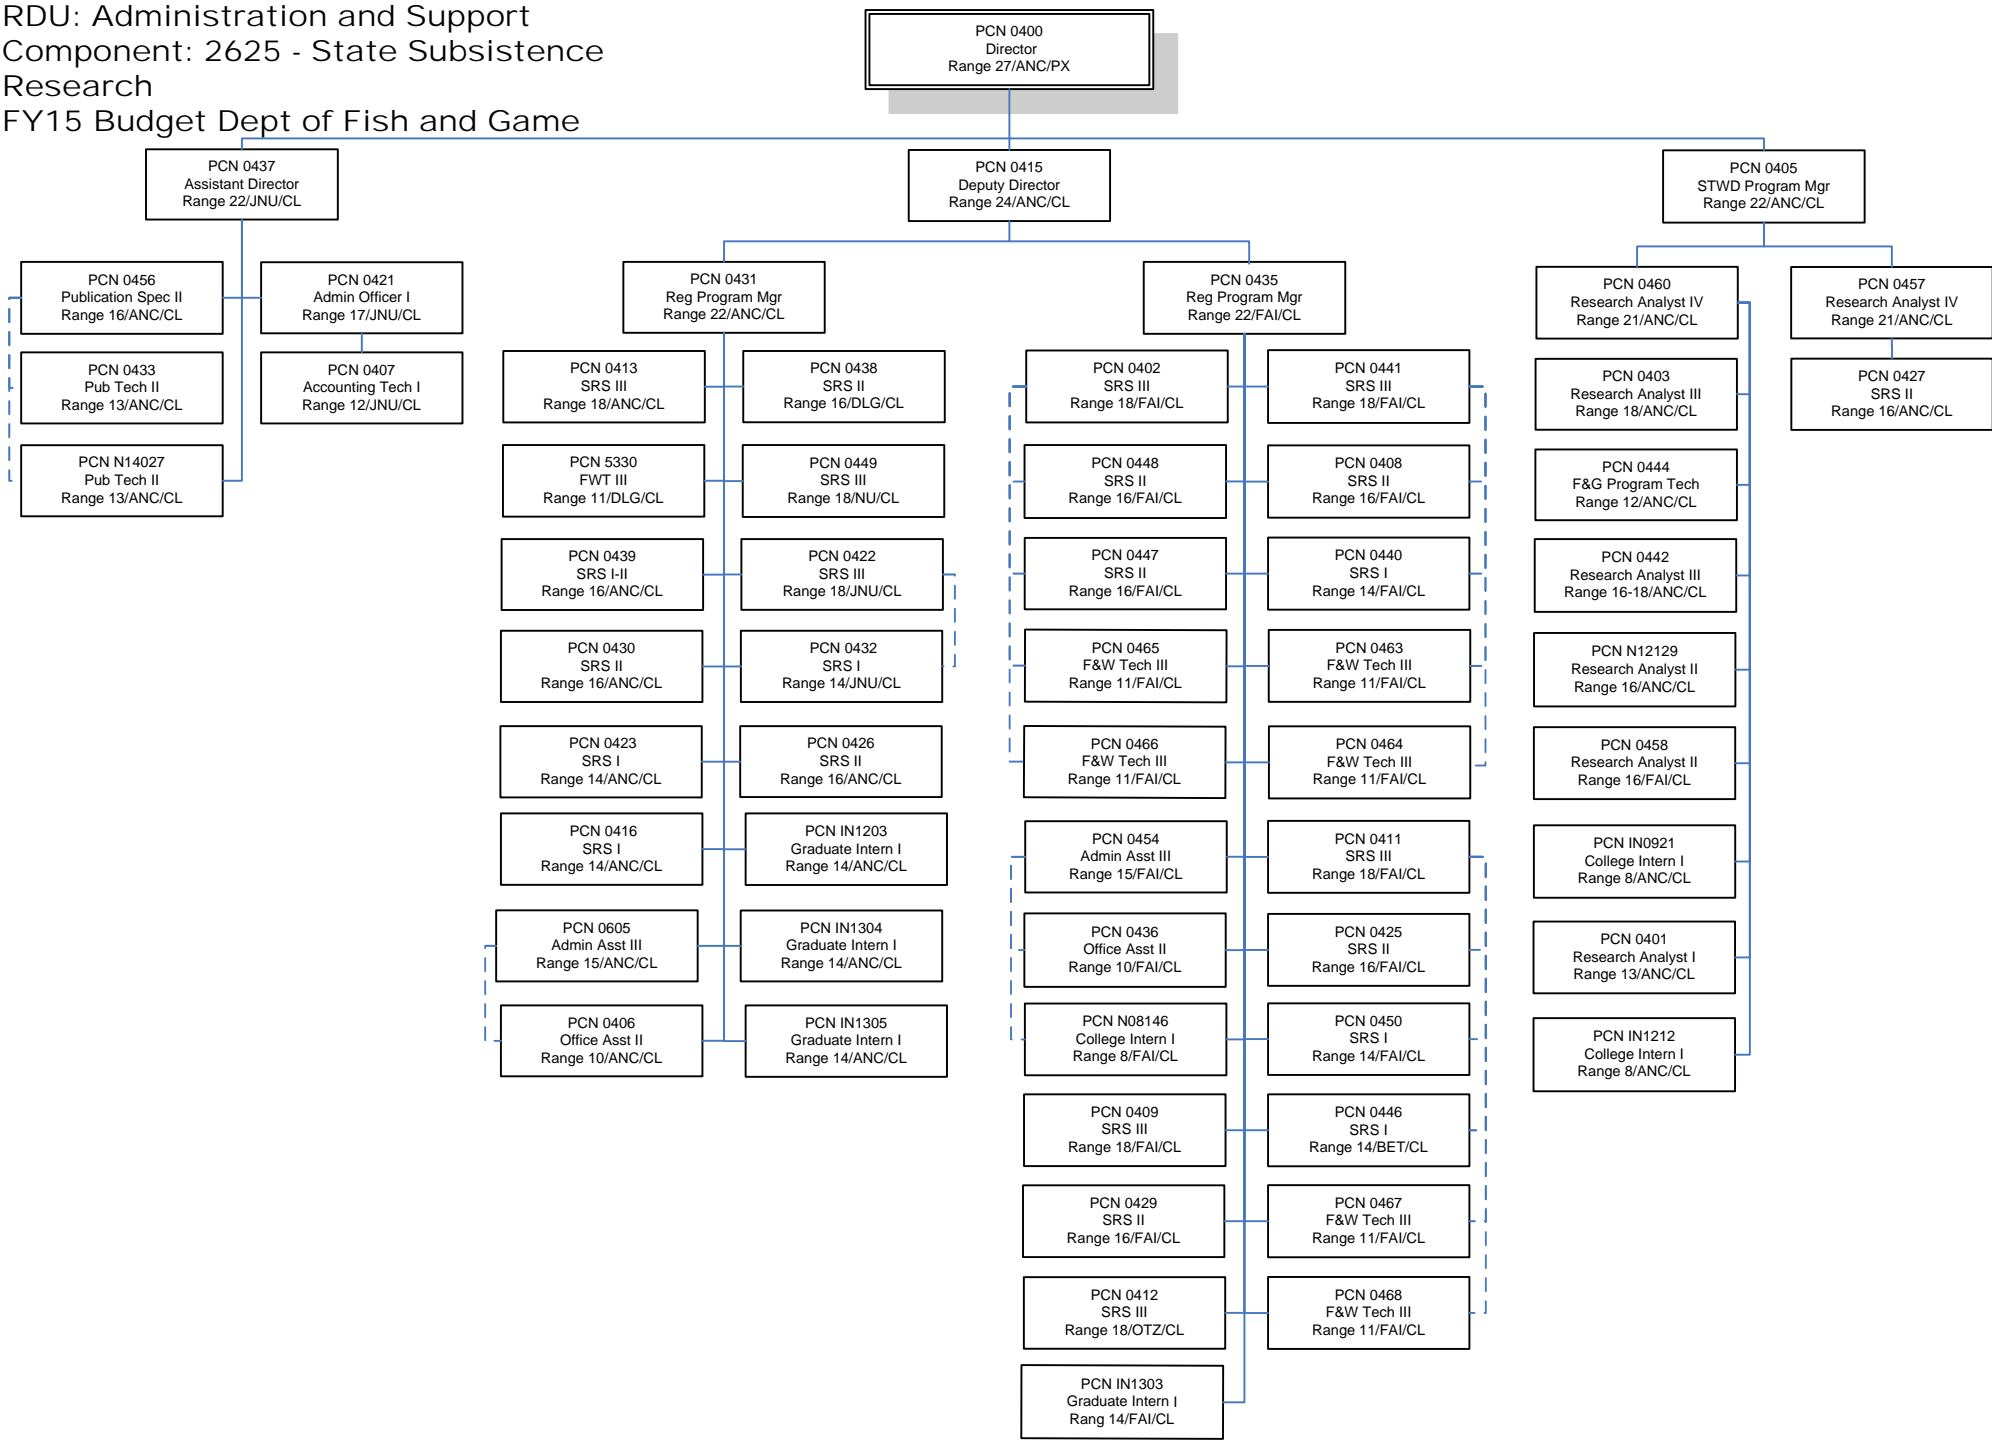 RDU: Administration and Support
Component: 2625 - State Subsistence
Research
FY15 Budget Dept of Fish and Game
PCN 0400
Director
Range 27/ANC/PX
PCN 0437
Assistant Director
Range 22/JNU/CL
PCN 0415
Deputy Director
Range 24/ANC/CL
PCN 0405
STWD Program Mgr
Range 22/ANC/CL
PCN 0456
Publication Spec II
Range 16/ANC/CL
PCN 0421
Admin Officer I
Range 17/JNU/CL
PCN 0433
Pub Tech II
Range 13/ANC/CL
PCN 0407
Accounting Tech I
Range 12/JNU/CL
PCN N14027
Pub Tech II
Range 13/ANC/CL
PCN 0431
Reg Program Mgr
Range 22/ANC/CL
PCN 0413
SRS III
Range 18/ANC/CL
PCN 0438
SRS II
Range 16/DLG/CL
PCN 5330
FWT III
Range 11/DLG/CL
PCN 0449
SRS III
Range 18/NU/CL
PCN 0439
SRS I-II
Range 16/ANC/CL
PCN 0422
SRS III
Range 18/JNU/CL
PCN 0430
SRS II
Range 16/ANC/CL
PCN 0432
SRS I
Range 14/JNU/CL
PCN 0423
SRS I
Range 14/ANC/CL
PCN 0426
SRS II
Range 16/ANC/CL
PCN 0416
SRS I
Range 14/ANC/CL
PCN IN1203
Graduate Intern I
Range 14/ANC/CL
PCN 0605
Admin Asst III
Range 15/ANC/CL
PCN IN1304
Graduate Intern I
Range 14/ANC/CL
PCN 0406
Office Asst II
Range 10/ANC/CL
PCN IN1305
Graduate Intern I
Range 14/ANC/CL
PCN 0435
Reg Program Mgr
Range 22/FAI/CL
PCN 0402
SRS III
Range 18/FAI/CL
PCN 0441
SRS III
Range 18/FAI/CL
PCN 0448
SRS II
Range 16/FAI/CL
PCN 0408
SRS II
Range 16/FAI/CL
PCN 0447
SRS II
Range 16/FAI/CL
PCN 0440
SRS I
Range 14/FAI/CL
PCN 0465
F&W Tech III
Range 11/FAI/CL
PCN 0463
F&W Tech III
Range 11/FAI/CL
PCN 0466
F&W Tech III
Range 11/FAI/CL
PCN 0464
F&W Tech III
Range 11/FAI/CL
PCN 0454
Admin Asst III
Range 15/FAI/CL
PCN 0411
SRS III
Range 18/FAI/CL
PCN 0436
Office Asst II
Range 10/FAI/CL
PCN 0425
SRS II
Range 16/FAI/CL
PCN N08146
College Intern I
Range 8/FAI/CL
PCN 0450
SRS I
Range 14/FAI/CL
PCN 0409
SRS III
Range 18/FAI/CL
PCN 0446
SRS I
Range 14/BET/CL
PCN 0429
SRS II
Range 16/FAI/CL
PCN 0467
F&W Tech III
Range 11/FAI/CL
PCN 0412
SRS III
Range 18/OTZ/CL
PCN 0468
F&W Tech III
Range 11/FAI/CL
PCN IN1303
Graduate Intern I
Rang 14/FAI/CL
PCN 0460
Research Analyst IV
Range 21/ANC/CL
PCN 0457
Research Analyst IV
Range 21/ANC/CL
PCN 0403
Research Analyst III
Range 18/ANC/CL
PCN 0427
SRS II
Range 16/ANC/CL
PCN 0444
F&G Program Tech
Range 12/ANC/CL
PCN 0442
Research Analyst III
Range 16-18/ANC/CL
PCN N12129
Research Analyst II
Range 16/ANC/CL
PCN 0458
Research Analyst II
Range 16/FAI/CL
PCN IN0921
College Intern I
Range 8/ANC/CL
PCN 0401
Research Analyst I
Range 13/ANC/CL
PCN IN1212
College Intern I
Range 8/ANC/CL